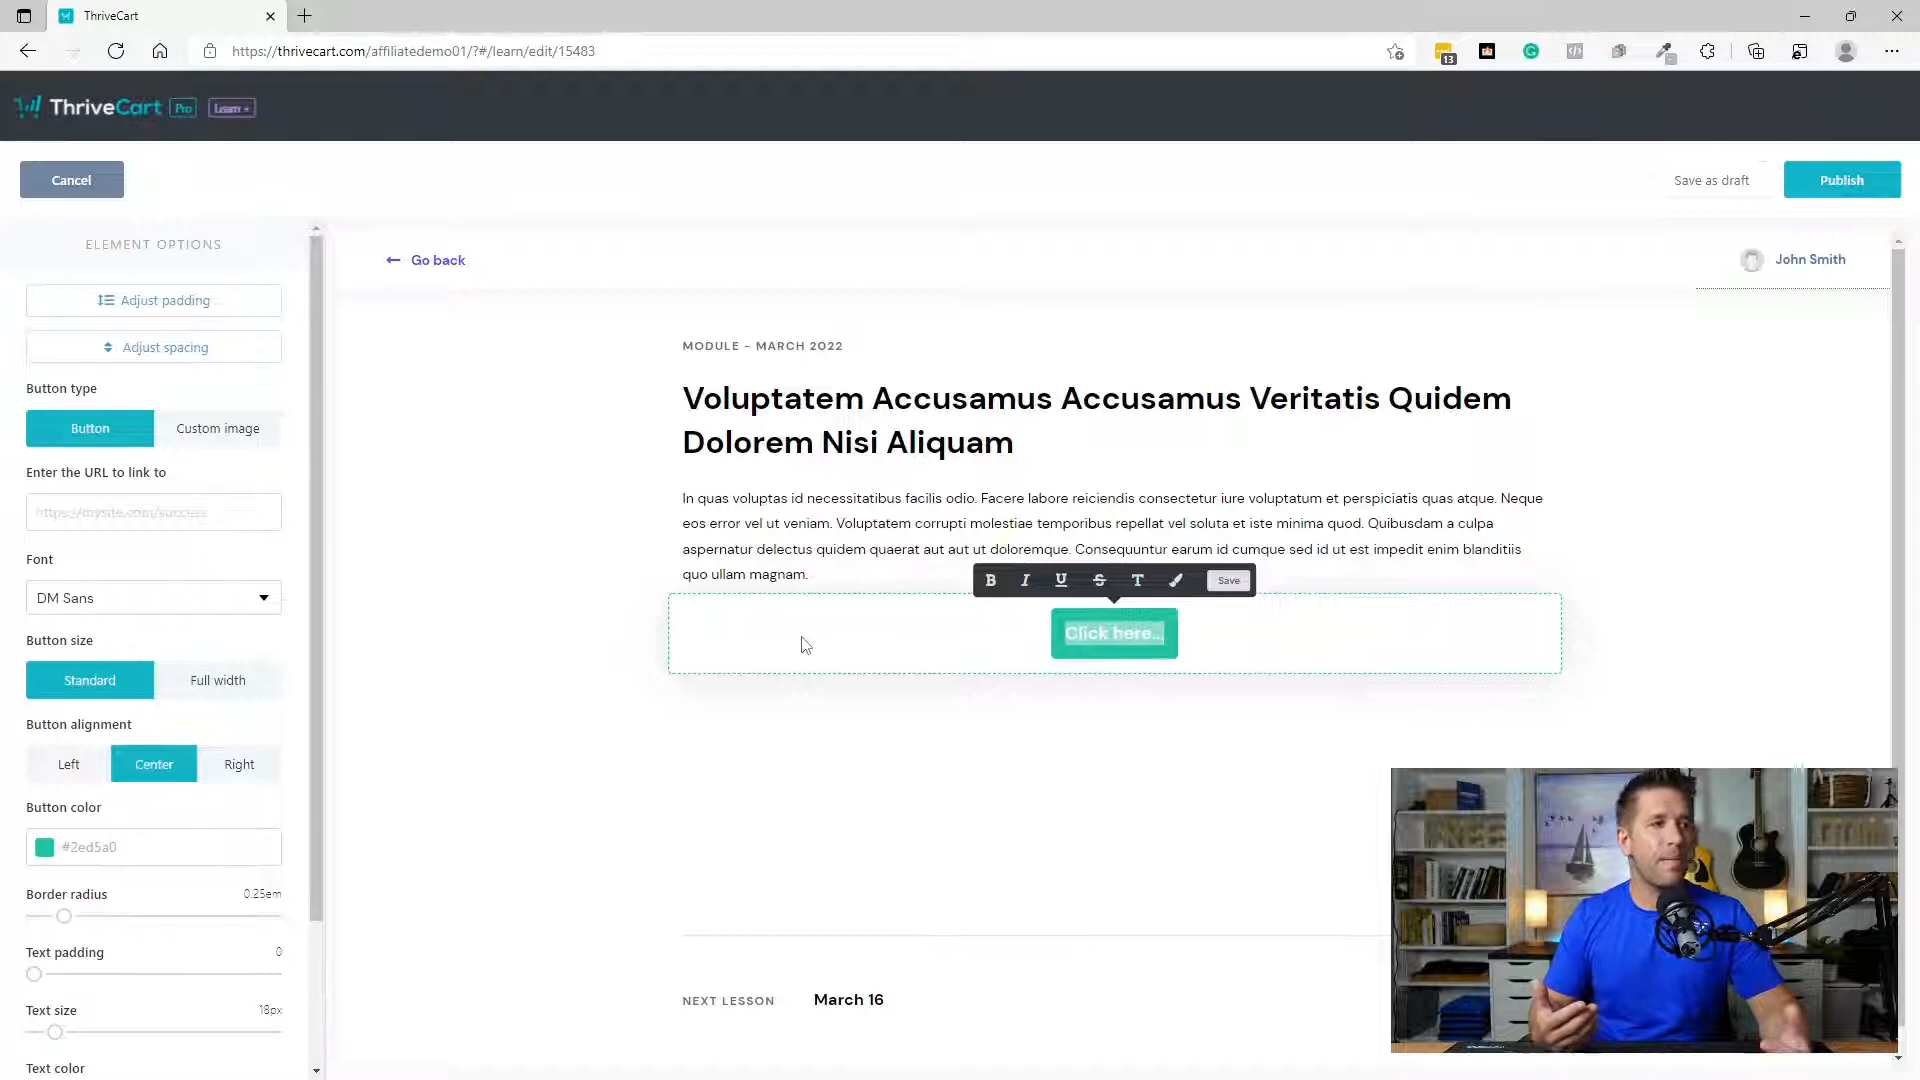 ThriveCart
https://thrivecart.com/affiliatedemo01/?#/learn/edit/15483
13
ThriveCart Pro Learn +
Cancel
Save as draft
Publish
ELEMENT OPTIONS
Adjust padding
Adjust spacing
Button type
Button
Custom image
Enter the URL to link to
https://mysite.com/success
Font
DM Sans
Button size
Standard
Full width
Button alignment
Left
Center
Right
Button color
#2ed5a0
Border radius
0.25em
Text padding
0
Text size
18px
Text color
Go back
John Smith
MODULE - MARCH 2022
Voluptatem Accusamus Accusamus Veritatis Quidem
Dolorem Nisi Aliquam
In quas voluptas id necessitatibus facilis odio. Facere labore reiciendis consectetur iure voluptatum et perspiciatis quas atque. Neque
eos error vel ut veniam. Voluptatem corrupti molestiae temporibus repellat vel soluta et iste minima quod. Quibusdam a culpa
aspernatur delectus quidem quaerat aut aut ut doloremque. Consequuntur earum id cumque sed id ut est impedit enim blanditiis
quo ullam magnam.
B I U S T Save
Click here...
NEXT LESSON
March 16